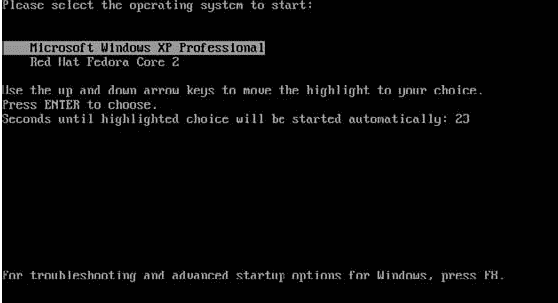 Please select the operating system to start:
Microsoft Windows XP Professional
Red Hat Fedora Core 2
Use the up and down arrow keys to move the highlight to your choice.
Press ENTER to choose.
Seconds until highlighted choice will be started automatically: 23
For troubleshooting and advanced startup options for Windows, press F8.